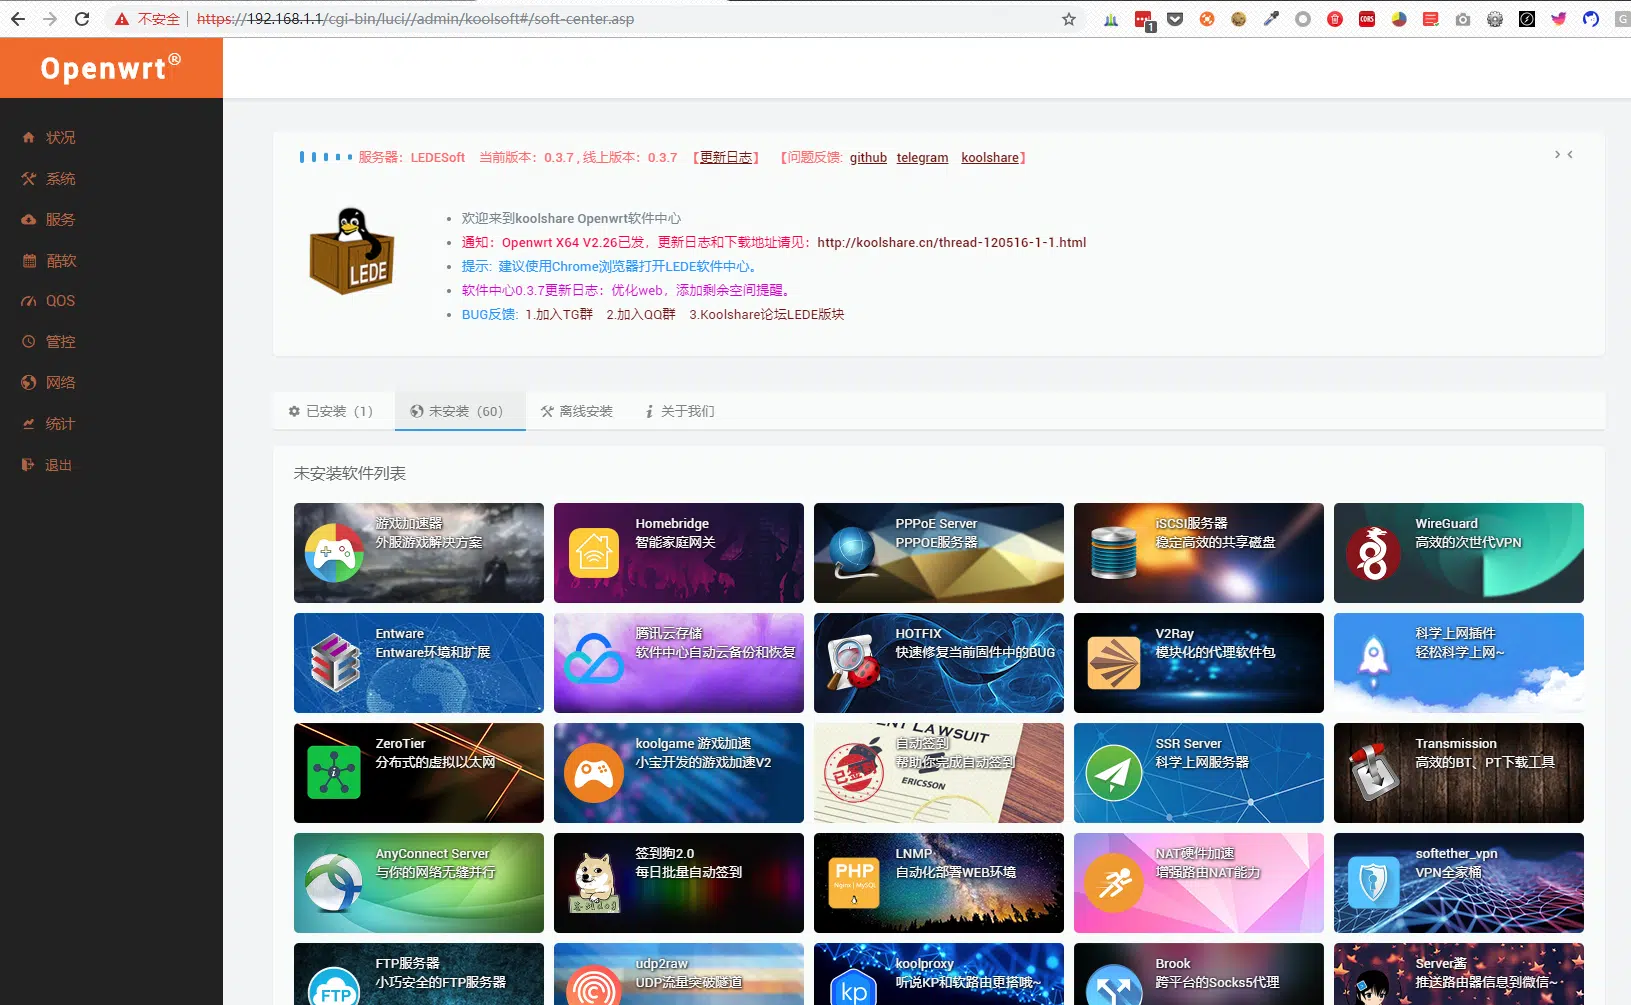 不安全 https://192.168.1.1/cgi-bin/luci//admin/koolsoft#/soft-center.asp
1
CORS
G
Openwrt®
状况
系统
服务
酷软
QOS
管控
网络
统计
退出
服务器：LEDESoft 当前版本：0.3.7 , 线上版本：0.3.7 【更新日志】 【问题反馈: github telegram koolshare】
LEDE
欢迎来到koolshare Openwrt软件中心
通知：Openwrt X64 V2.26已发，更新日志和下载地址请见：http://koolshare.cn/thread-120516-1-1.html
提示: 建议使用Chrome浏览器打开LEDE软件中心。
软件中心0.3.7更新日志：优化web，添加剩余空间提醒。
BUG反馈: 1.加入TG群 2.加入QQ群 3.Koolshare论坛LEDE版块
已安装（1） 未安装（60） 离线安装 关于我们
未安装软件列表
游戏加速器
外服游戏解决方案
Homebridge
智能家庭网关
PPPoE Server
PPPOE服务器
iSCSI服务器
稳定高效的共享磁盘
WireGuard
高效的次世代VPN
Entware
Entware环境和扩展
腾讯云存储
软件中心自动云备份和恢复
HOTFIX
快速修复当前固件中的BUG
V2Ray
模块化的代理软件包
科学上网插件
轻松科学上网~
ZeroTier
分布式的虚拟以太网
koolgame 游戏加速
小宝开发的游戏加速V2
LAWSUIT
ERICSSON
已签到
自动签到
帮助你完成自动签到
SSR Server
科学上网服务器
Transmission
高效的BT、PT下载工具
AnyConnect Server
与你的网络无缝并行
签到狗2.0
每日批量自动签到
PHP
Nginx | MySQL
LNMP
自动化部署WEB环境
NAT硬件加速
增强路由NAT能力
softether_vpn
VPN全家桶
FTP
FTP服务器
小巧安全的FTP服务器
udp2raw
UDP流量突破隧道
kp
koolproxy
听说KP和软路由更搭哦~
Brook
跨平台的Socks5代理
Server酱
推送路由器信息到微信~